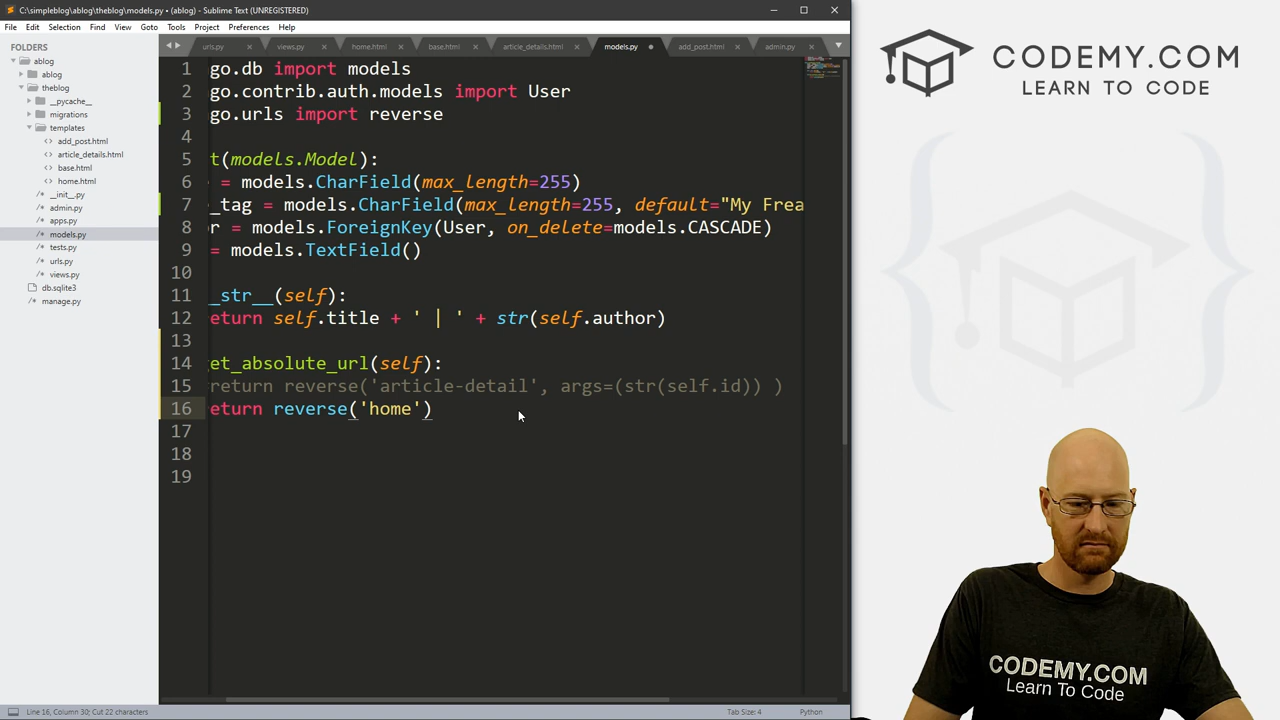 C:\simpleblog\ablog\theblog\models.py • (ablog) - Sublime Text (UNREGISTERED)
File Edit Selection Find View Goto Tools Project Preferences Help
FOLDERS
ablog
ablog
theblog
__pycache__
migrations
templates
add_post.html
article_details.html
base.html
home.html
__init__.py
admin.py
apps.py
models.py
tests.py
urls.py
views.py
db.sqlite3
manage.py
urls.py views.py home.html base.html article_details.html models.py add_post.html admin.py
1 go.db import models
2 go.contrib.auth.models import User
3 go.urls import reverse
4
5 t(models.Model):
6 = models.CharField(max_length=255)
7 _tag = models.CharField(max_length=255, default="My Frea
8 r = models.ForeignKey(User, on_delete=models.CASCADE)
9 = models.TextField()
10
11 _str__(self):
12 eturn self.title + ' | ' + str(self.author)
13
14 get_absolute_url(self):
15 return reverse('article-detail', args=(str(self.id)) )
16 eturn reverse('home')
17
18
19
Line 16, Column 30; Cut 22 characters
Tab Size: 4
Python
CODEMY.COM
LEARN TO CODE
CODEMY.COM
Learn To Code